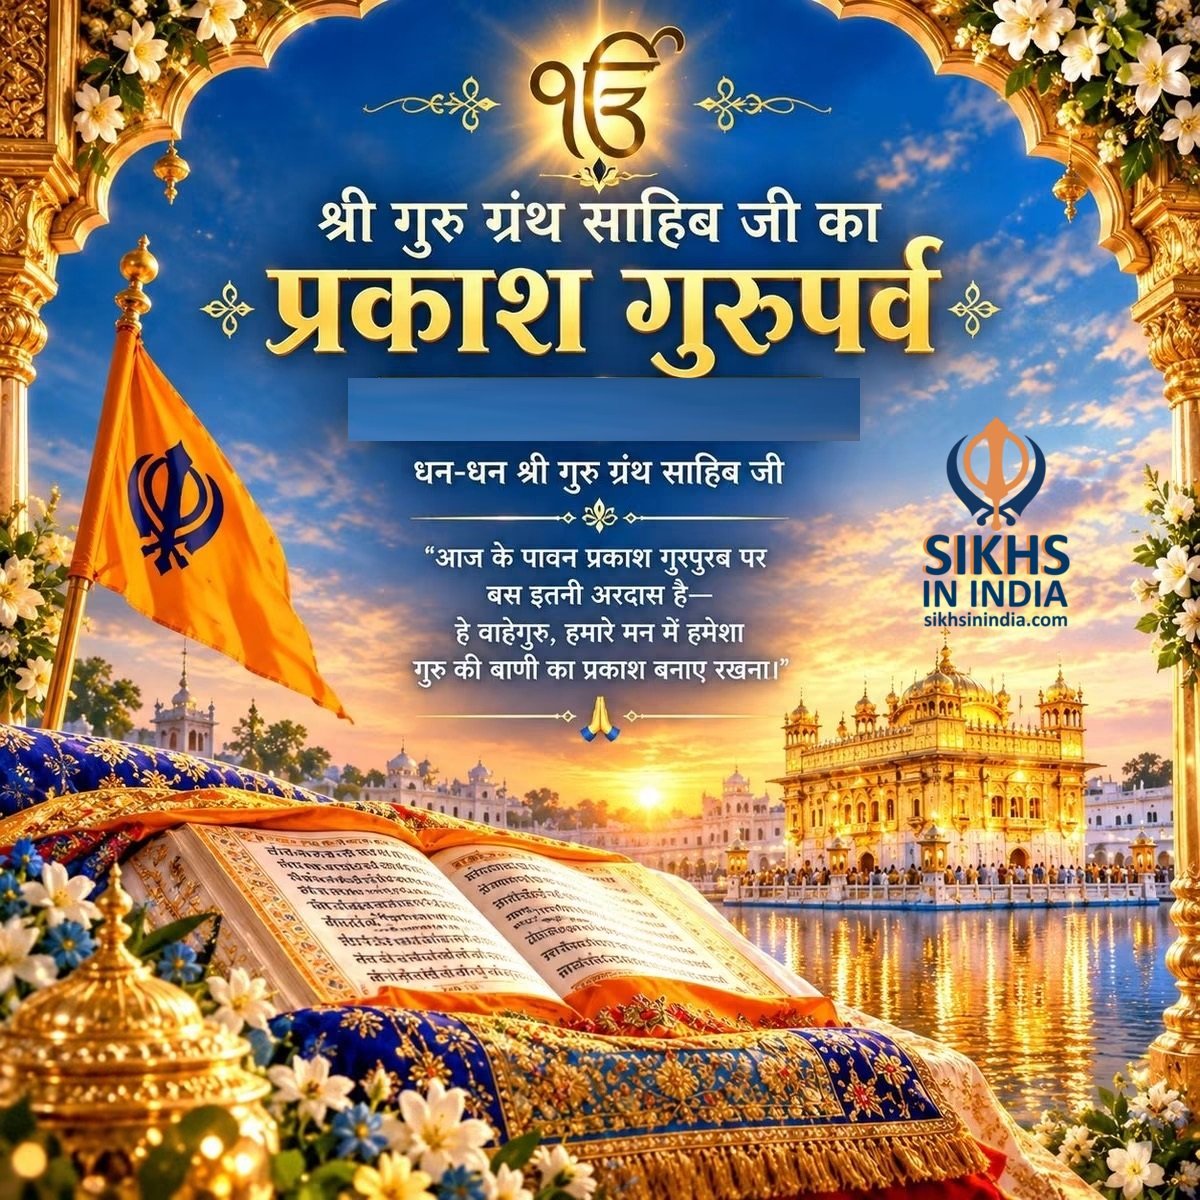 ੴ
श्री गुरु ग्रंथ साहिब जी का
प्रकाश गुरुपर्व
धन-धन श्री गुरु ग्रंथ साहिब जी
“आज के पावन प्रकाश गुरपुरब पर
बस इतनी अरदास है—
हे वाहेगुरु, हमारे मन में हमेशा
गुरु की बाणी का प्रकाश बनाए रखना।”
SIKHS
IN INDIA
sikhsinindia.com